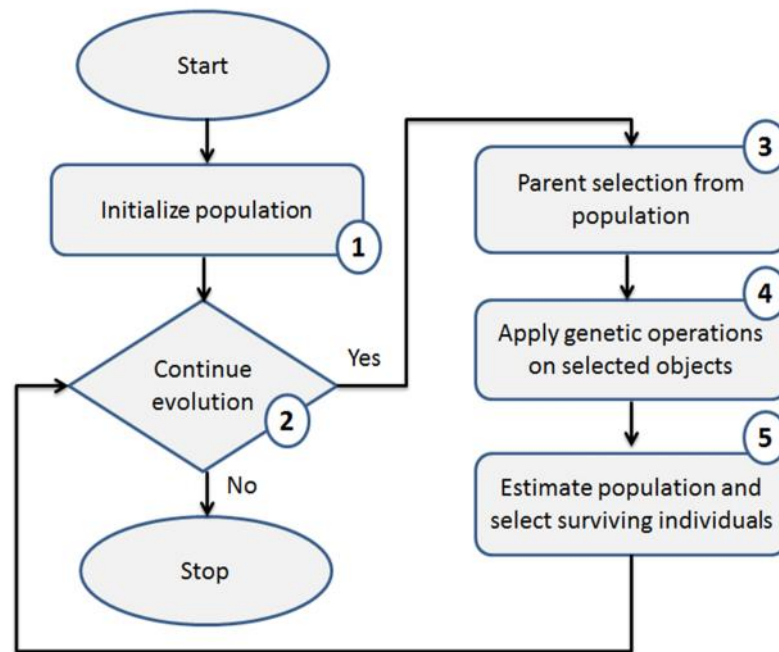 Start
Initialize population
1
Continue
evolution
2
Yes
No
Stop
3
Parent selection from
population
4
Apply genetic operations
on selected objects
5
Estimate population and
select surviving individuals